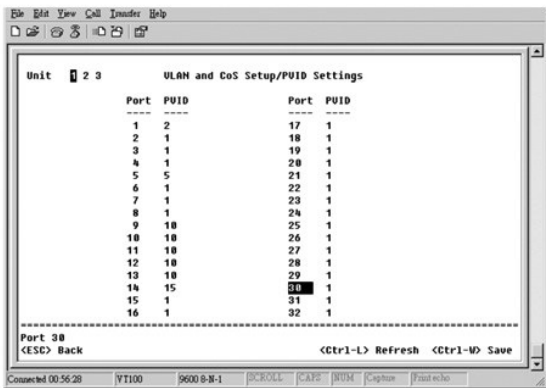 File Edit View Call Transfer Help
Unit 1 2 3 VLAN and CoS Setup/PVID Settings
Port PVID Port PVID
---- ---- ---- ----
1 2 17 1
2 1 18 1
3 1 19 1
4 1 20 1
5 5 21 1
6 1 22 1
7 1 23 1
8 1 24 1
9 10 25 1
10 10 26 1
11 10 27 1
12 10 28 1
13 10 29 1
14 15 30 1
15 1 31 1
16 1 32 1
Port 30
<ESC> Back <Ctrl-L> Refresh <Ctrl-W> Save
Connected 00:56:28 VT100 9600 8-N-1 SCROLL CAPS NUM Capture Print echo